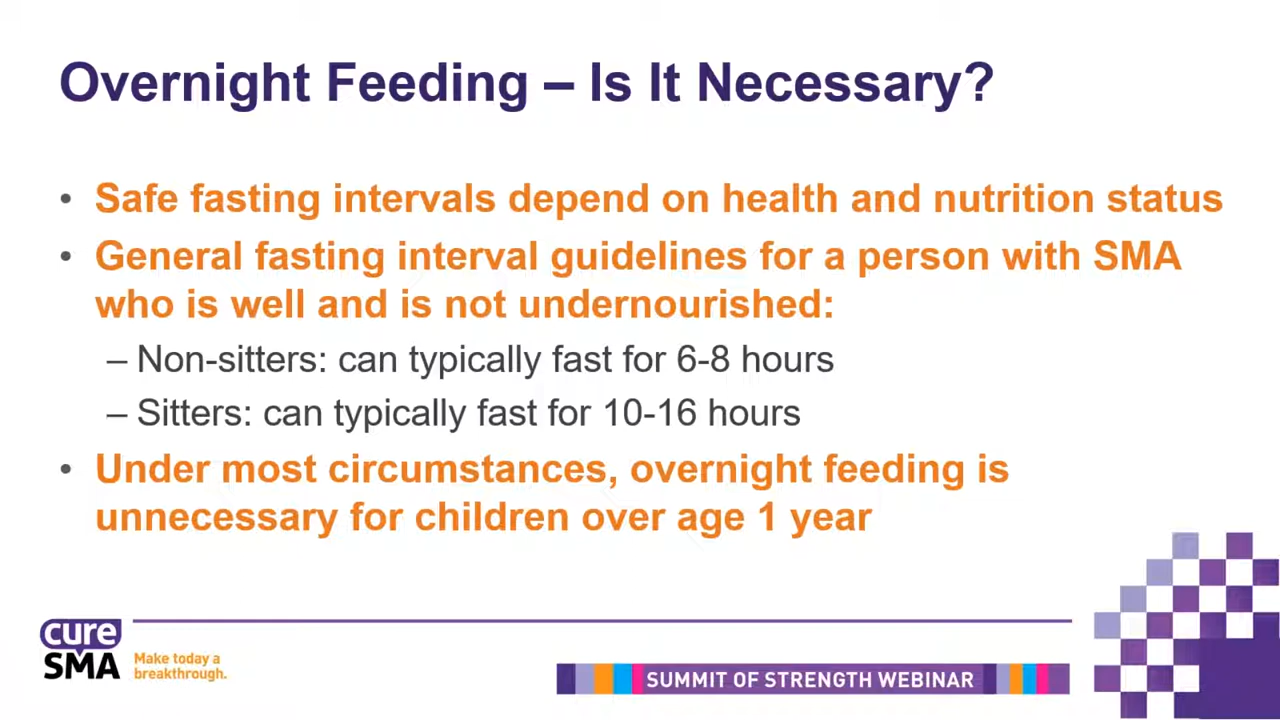 Overnight Feeding – Is It Necessary?
• Safe fasting intervals depend on health and nutrition status
• General fasting interval guidelines for a person with SMA
who is well and is not undernourished:
– Non-sitters: can typically fast for 6-8 hours
– Sitters: can typically fast for 10-16 hours
• Under most circumstances, overnight feeding is
unnecessary for children over age 1 year
cure
SMA
Make today a
breakthrough.
SUMMIT OF STRENGTH WEBINAR